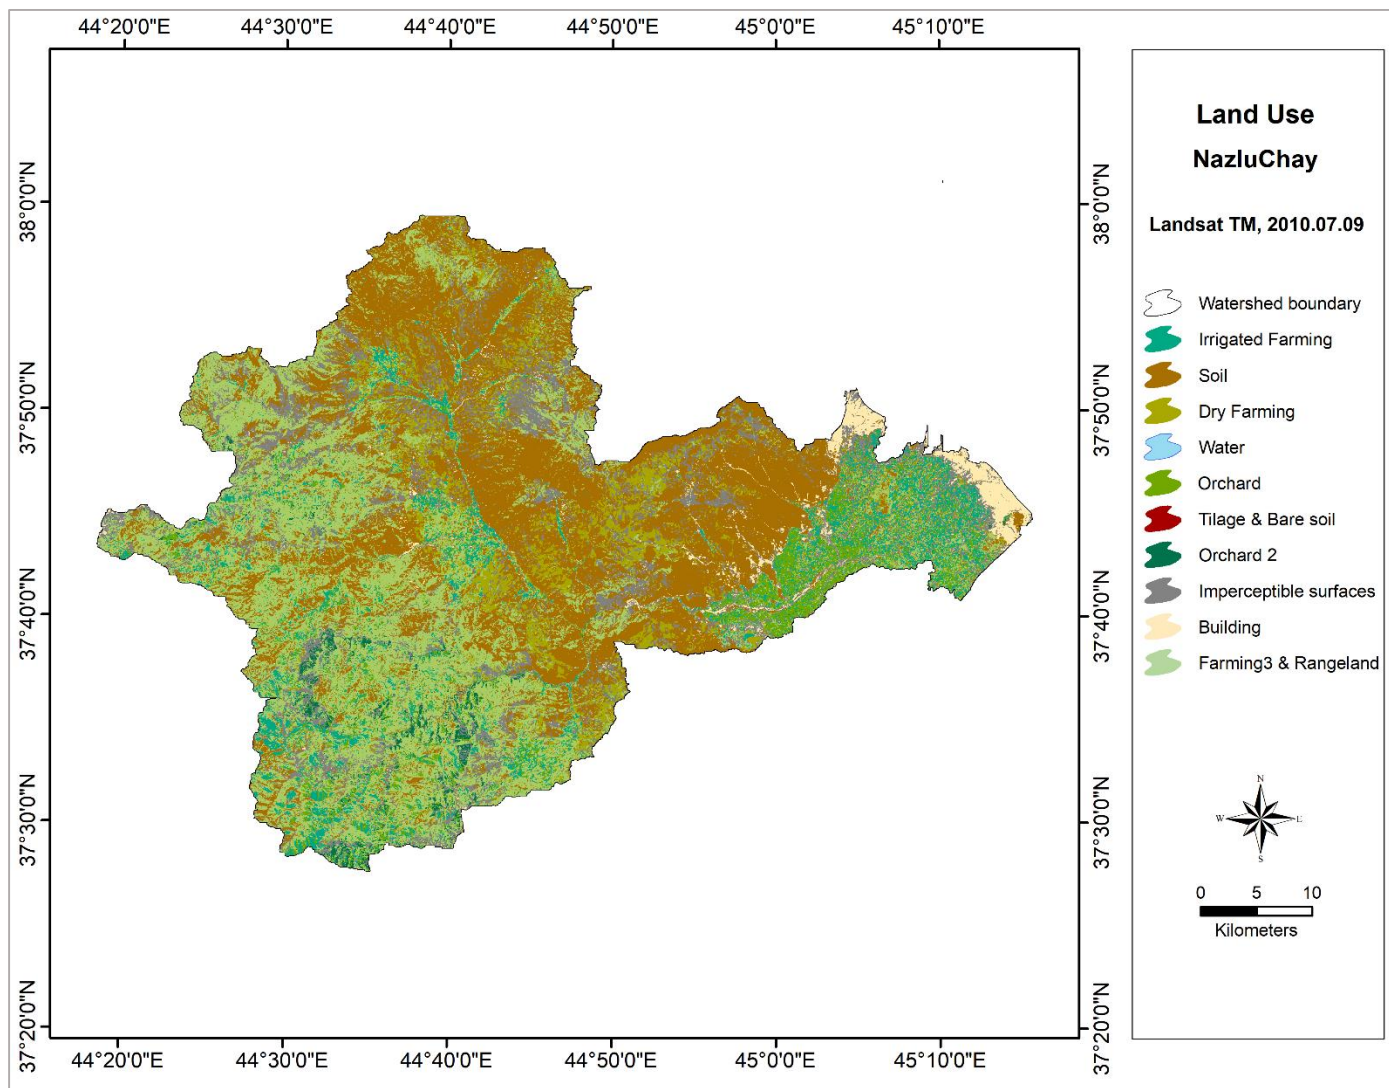 44°20'0"E 44°30'0"E 44°40'0"E 44°50'0"E 45°0'0"E 45°10'0"E
38°0'0"N
37°50'0"N
37°40'0"N
37°30'0"N
37°20'0"N
38°0'0"N
37°50'0"N
37°40'0"N
37°30'0"N
37°20'0"N
44°20'0"E 44°30'0"E 44°40'0"E 44°50'0"E 45°0'0"E 45°10'0"E
Land Use
NazluChay
Landsat TM, 2010.07.09
Watershed boundary
Irrigated Farming
Soil
Dry Farming
Water
Orchard
Tilage & Bare soil
Orchard 2
Imperceptible surfaces
Building
Farming3 & Rangeland
N
W E
S
0 5 10
Kilometers